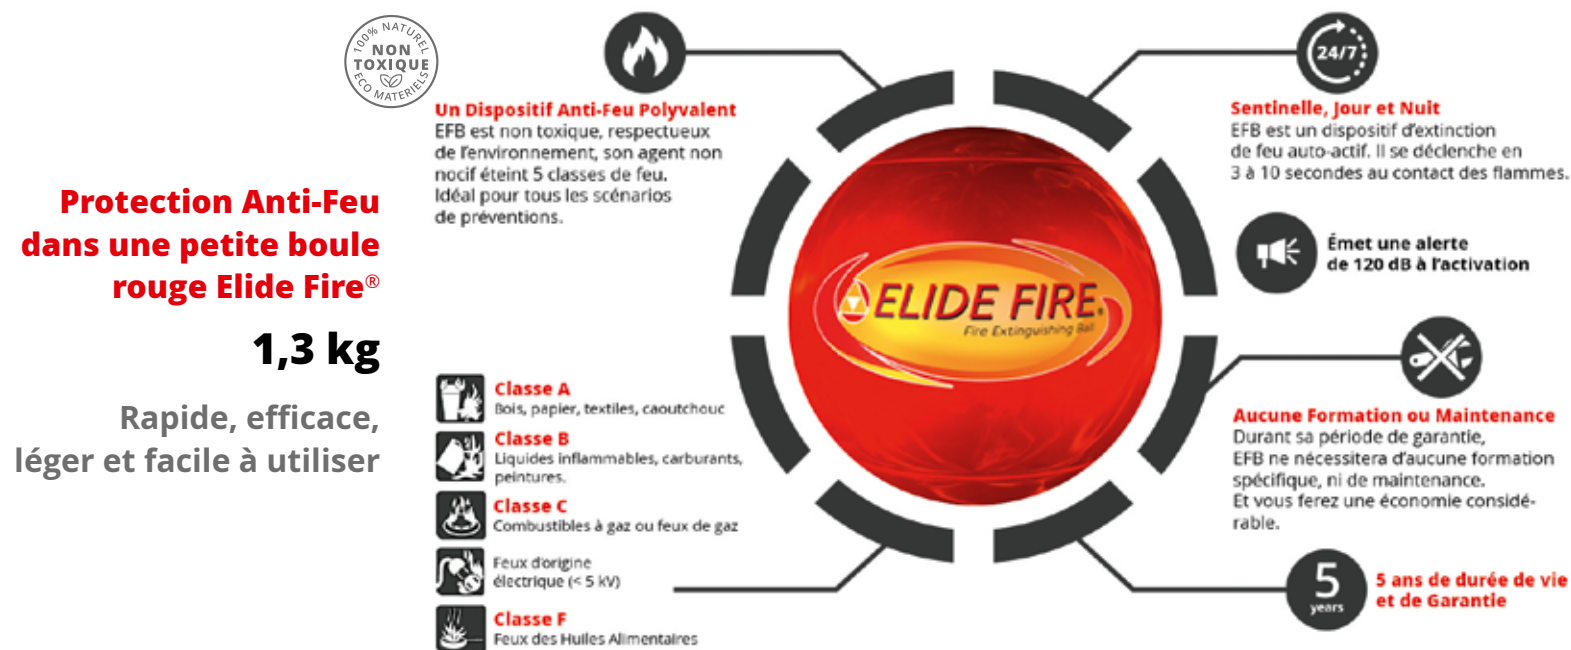 100% NATUREL
NON
TOXIQUE
ECO MATERIELS
Protection Anti-Feu
dans une petite boule
rouge Elide Fire®
1,3 kg
Rapide, efficace,
léger et facile à utiliser
Un Dispositif Anti-Feu Polyvalent
EFB est non toxique, respectueux
de l'environnement, son agent non
nocif éteint 5 classes de feu.
Idéal pour tous les scénarios
de préventions.
Classe A
Bois, papier, textiles, caoutchouc
Classe B
Liquides inflammables, carburants,
peintures.
Classe C
Combustibles à gaz ou feux de gaz
Feux d'origine
électrique (< 5 kV)
Classe F
Feux des Huiles Alimentaires
ELIDE FIRE®
Fire Extinguishing Ball
24/7
Sentinelle, Jour et Nuit
EFB est un dispositif d'extinction
de feu auto-actif. Il se déclenche en
3 à 10 secondes au contact des flammes.
Émet une alerte
de 120 dB à l'activation
Aucune Formation ou Maintenance
Durant sa période de garantie,
EFB ne nécessitera d'aucune formation
spécifique, ni de maintenance.
Et vous ferez une économie considé-
rable.
5
years
5 ans de durée de vie
et de Garantie